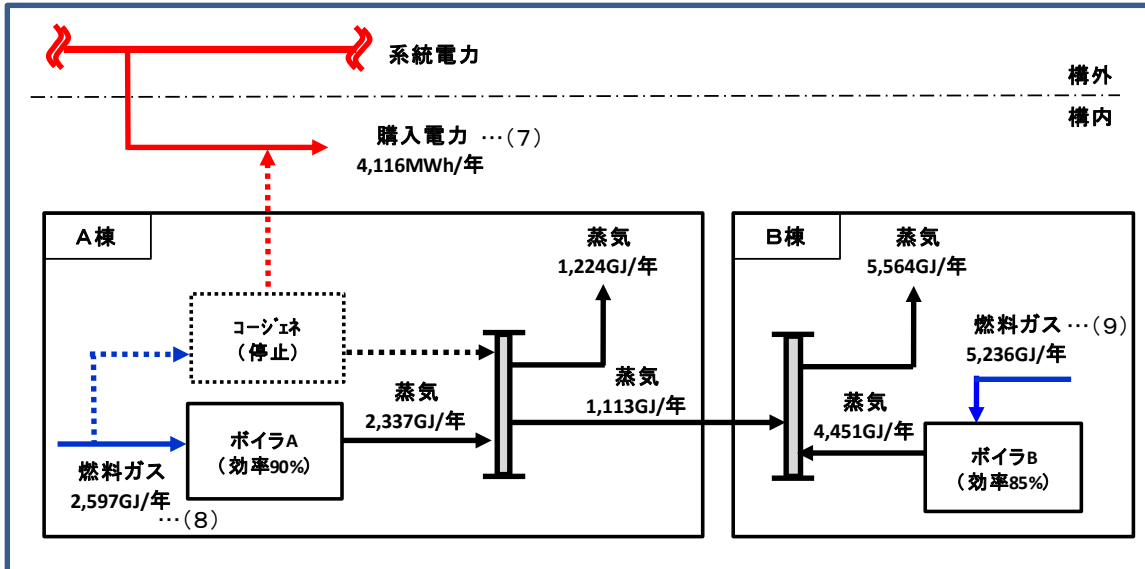 系統電力
構外
構内
購入電力 …(7)
4,116MWh/年
A棟
蒸気
1,224GJ/年
コージェネ
(停止)
蒸気
2,337GJ/年
蒸気
1,113GJ/年
ボイラA
(効率90%)
燃料ガス
2,597GJ/年
…(8)
B棟
蒸気
5,564GJ/年
燃料ガス …(9)
5,236GJ/年
蒸気
4,451GJ/年
ボイラB
(効率85%)